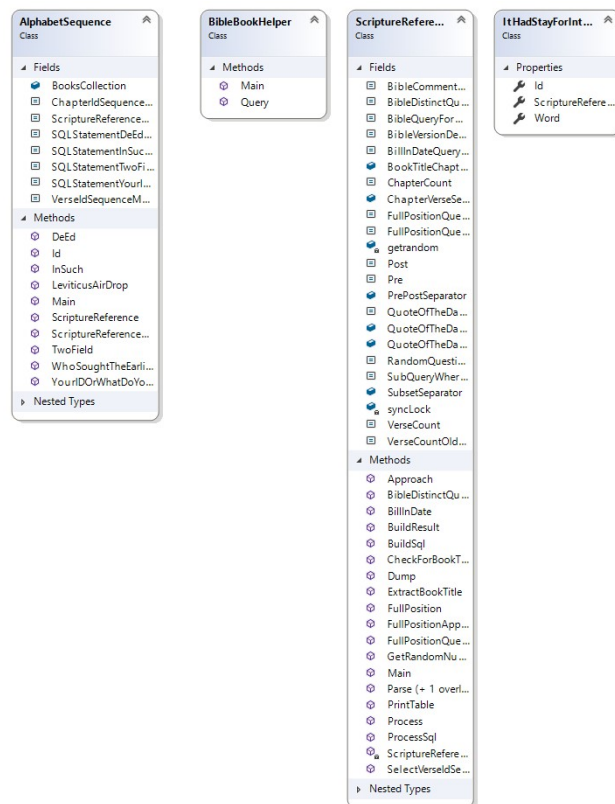 AlphabetSequence
Class
Fields
BooksCollection
ChapterIdSequence...
ScriptureReference...
SQLStatementDeEd...
SQLStatementInSuc...
SQLStatementTwoFi...
SQLStatementYourI...
VerseIdSequenceM...
Methods
DeEd
Id
InSuch
LeviticusAirDrop
Main
ScriptureReference
ScriptureReference...
TwoField
WhoSoughtTheEarli...
YourIDOrWhatDoYo...
Nested Types
BibleBookHelper
Class
Methods
Main
Query
ScriptureRefere...
Class
Fields
BibleComment...
BibleDistinctQu...
BibleQueryFor...
BibleVersionDe...
BillInDateQuery...
BookTitleChapt...
ChapterCount
ChapterVerseSe...
FullPositionQue...
FullPositionQue...
getrandom
Post
Pre
PrePostSeparator
QuoteOfTheDa...
QuoteOfTheDa...
QuoteOfTheDa...
RandomQuesti...
SubQueryWher...
SubsetSeparator
syncLock
VerseCount
VerseCountOld...
Methods
Approach
BibleDistinctQu...
BillInDate
BuildResult
BuildSql
CheckForBookT...
Dump
ExtractBookTitle
FullPosition
FullPositionApp...
FullPositionQue...
GetRandomNu...
Main
Parse (+ 1 overl...
PrintTable
Process
ProcessSql
ScriptureRefere...
SelectVerseIdSe...
Nested Types
ItHadStayForInt...
Class
Properties
Id
ScriptureRefere...
Word